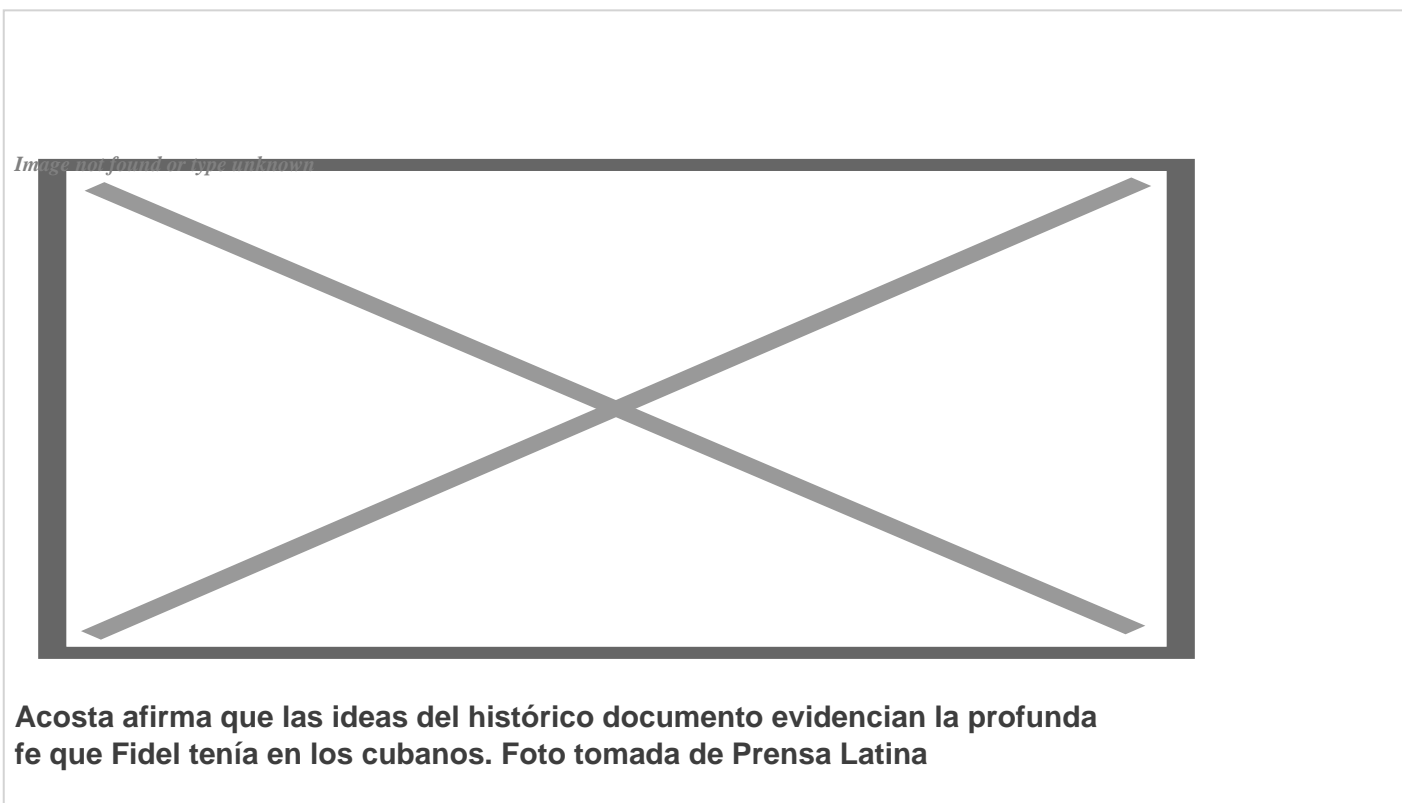 Image not found or type unknown
Acosta afirma que las ideas del histórico documento evidencian la profunda
fe que Fidel tenía en los cubanos. Foto tomada de Prensa Latina